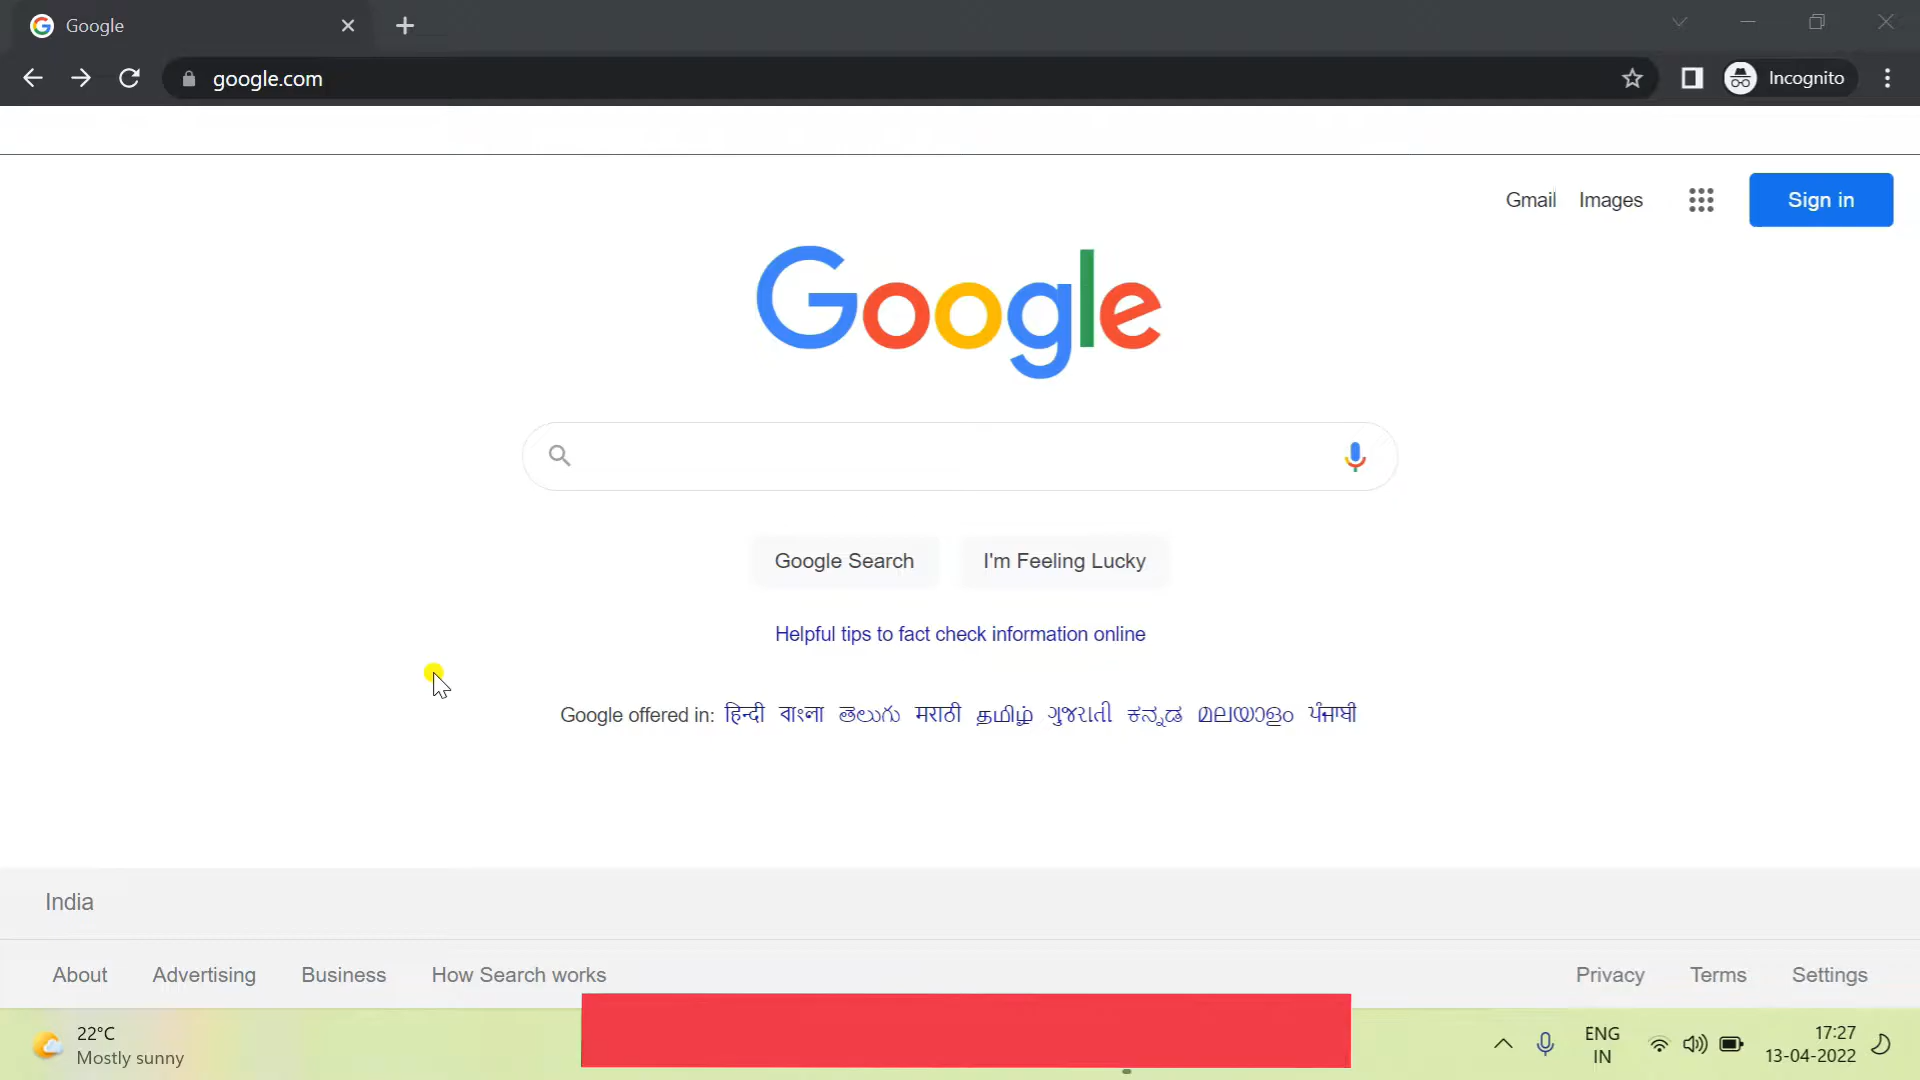 Google
google.com
Incognito
Gmail Images Sign in
Google
Google Search I'm Feeling Lucky
Helpful tips to fact check information online
Google offered in: हिन्दी বাংলা తెలుగు मराठी தமிழ் ગુજરાતી ಕನ್ನಡ മലയാളം ਪੰਜਾਬੀ
India
About Advertising Business How Search works Privacy Terms Settings
22°C
Mostly sunny
ENG
IN
17:27
13-04-2022